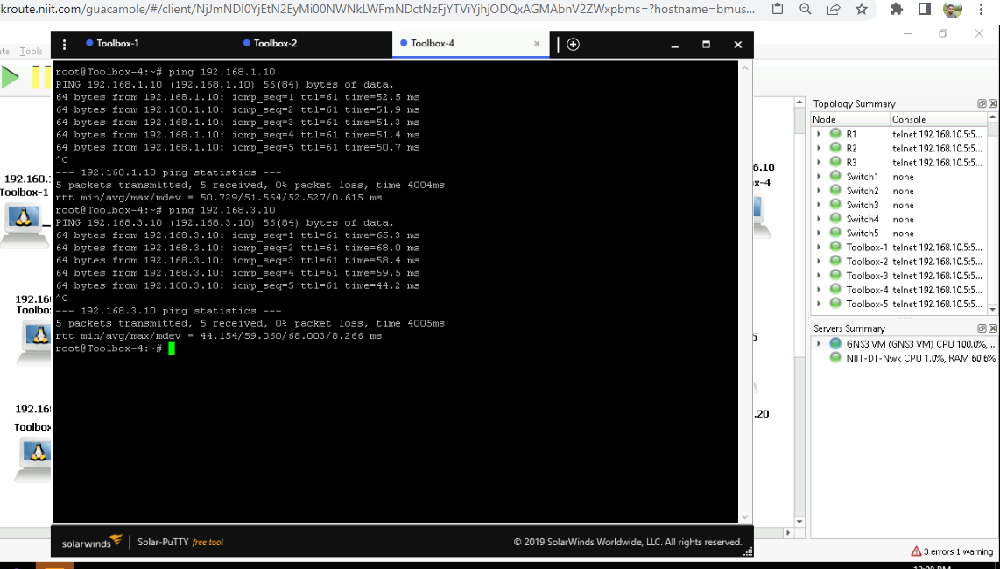 kroute.niit.com/guacamole/#/client/NjJmNDI0YjEtN2EyMi00NWNkLWFmNDctNzFjYTViYjhjODQxAGMAbnV2ZWxpbms=?hostname=bmus...
ate Tools
Toolbox-1
Toolbox-2
Toolbox-4
root@Toolbox-4:~# ping 192.168.1.10
PING 192.168.1.10 (192.168.1.10) 56(84) bytes of data.
64 bytes from 192.168.1.10: icmp_seq=1 ttl=61 time=52.5 ms
64 bytes from 192.168.1.10: icmp_seq=2 ttl=61 time=51.9 ms
64 bytes from 192.168.1.10: icmp_seq=3 ttl=61 time=51.3 ms
64 bytes from 192.168.1.10: icmp_seq=4 ttl=61 time=51.4 ms
64 bytes from 192.168.1.10: icmp_seq=5 ttl=61 time=50.7 ms
^C
--- 192.168.1.10 ping statistics ---
5 packets transmitted, 5 received, 0% packet loss, time 4004ms
rtt min/avg/max/mdev = 50.729/51.564/52.527/0.615 ms
root@Toolbox-4:~# ping 192.168.3.10
PING 192.168.3.10 (192.168.3.10) 56(84) bytes of data.
64 bytes from 192.168.3.10: icmp_seq=1 ttl=61 time=65.3 ms
64 bytes from 192.168.3.10: icmp_seq=2 ttl=61 time=68.0 ms
64 bytes from 192.168.3.10: icmp_seq=3 ttl=61 time=58.4 ms
64 bytes from 192.168.3.10: icmp_seq=4 ttl=61 time=59.5 ms
64 bytes from 192.168.3.10: icmp_seq=5 ttl=61 time=44.2 ms
^C
--- 192.168.3.10 ping statistics ---
5 packets transmitted, 5 received, 0% packet loss, time 4005ms
rtt min/avg/max/mdev = 44.154/59.060/68.003/8.266 ms
root@Toolbox-4:~#
solarwinds
Solar-PuTTY free tool
© 2019 SolarWinds Worldwide, LLC. All rights reserved.
192.168.
Toolbox-1
192.16
Toolbo
192.16
Toolbo
6.10
x-4
5
.20
Topology Summary
Node Console
R1 telnet 192.168.10.5:5...
R2 telnet 192.168.10.5:5...
R3 telnet 192.168.10.5:5...
Switch1 none
Switch2 none
Switch3 none
Switch4 none
Switch5 none
Toolbox-1 telnet 192.168.10.5:5...
Toolbox-2 telnet 192.168.10.5:5...
Toolbox-3 telnet 192.168.10.5:5...
Toolbox-4 telnet 192.168.10.5:5...
Toolbox-5 telnet 192.168.10.5:5...
Servers Summary
GNS3 VM (GNS3 VM) CPU 100.0%,...
NIIT-DT-Nwk CPU 1.0%, RAM 60.6%
3 errors 1 warning